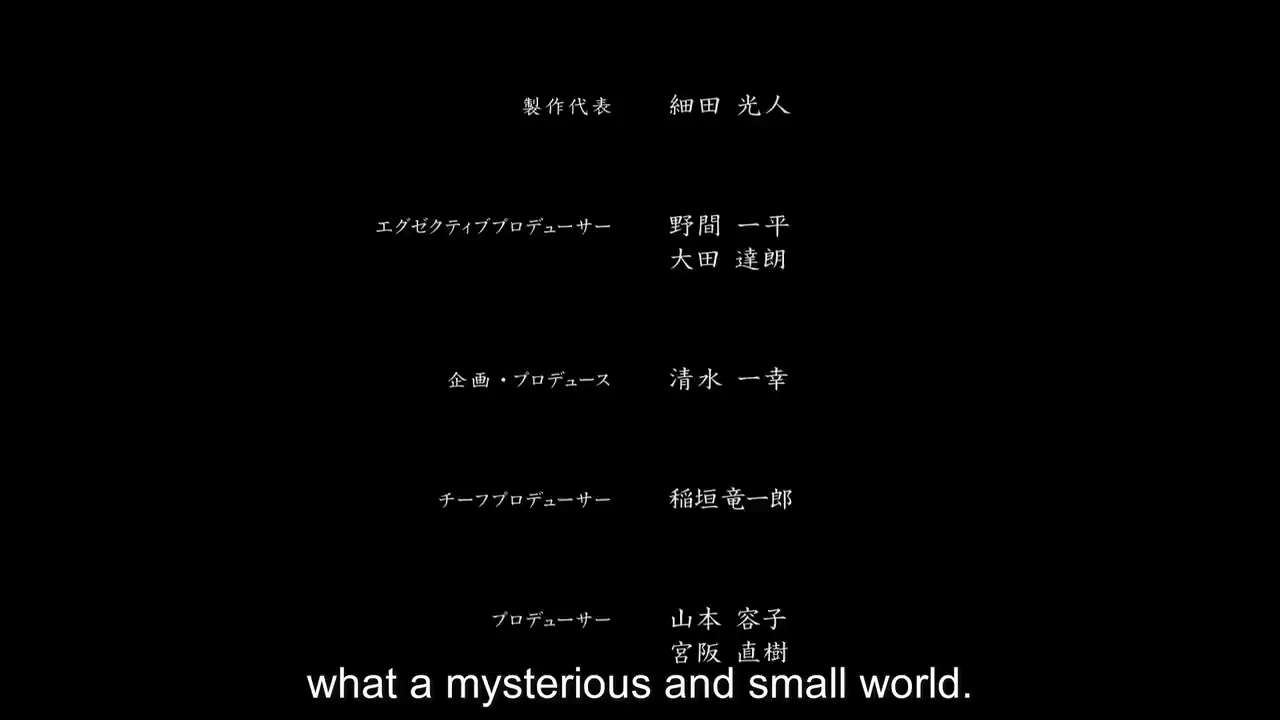 製作代表 細田 光人
エグゼクティブプロデューサー 野間 一平
大田 達朗
企画・プロデュース 清水 一幸
チーフプロデューサー 稲垣竜一郎
プロデューサー 山本 容子
宮阪 直樹
what a mysterious and small world.